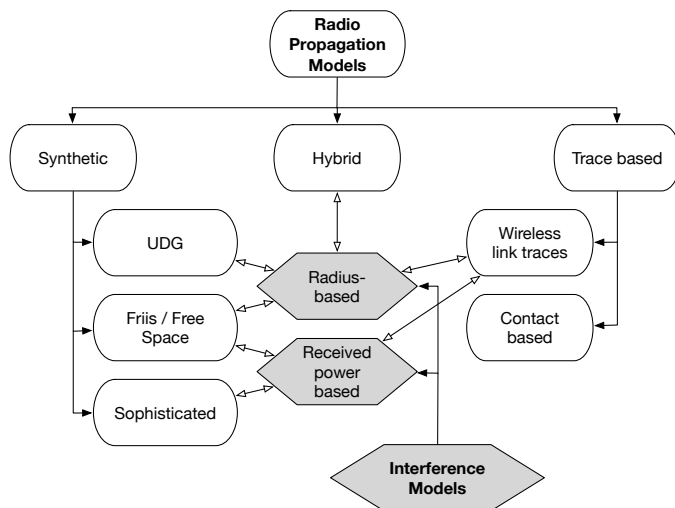 Radio
Propagation
Models
Synthetic
Hybrid
Trace based
UDG
Wireless
link traces
Radius-
based
Friis / Free
Space
Contact
based
Received
power
based
Sophisticated
Interference
Models